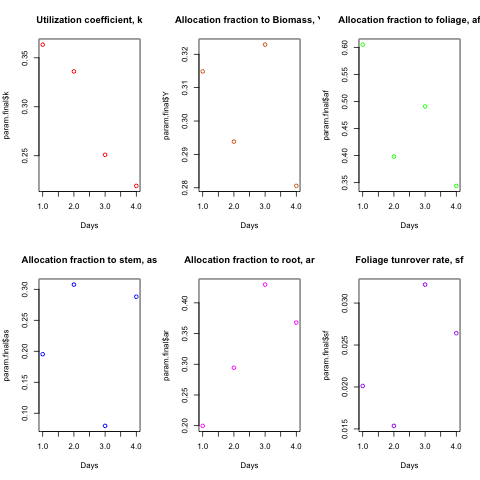 Utilization coefficient, k
param.final$k
0.35
0.30
0.25
1.0 2.0 3.0 4.0
Days
Allocation fraction to Biomass, Y
param.final$Y
0.32
0.31
0.30
0.29
0.28
1.0 2.0 3.0 4.0
Days
Allocation fraction to foliage, af
param.final$af
0.60
0.55
0.50
0.45
0.40
0.35
1.0 2.0 3.0 4.0
Days
Allocation fraction to stem, as
param.final$as
0.30
0.25
0.20
0.15
0.10
1.0 2.0 3.0 4.0
Days
Allocation fraction to root, ar
param.final$ar
0.40
0.35
0.30
0.25
0.20
1.0 2.0 3.0 4.0
Days
Foliage tunrover rate, sf
param.final$sf
0.030
0.025
0.020
0.015
1.0 2.0 3.0 4.0
Days